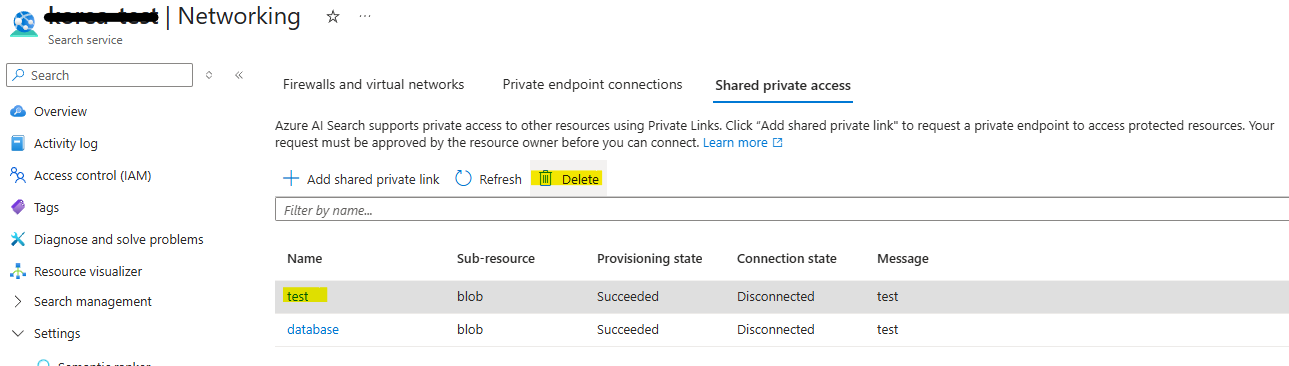 | Networking
Search service
Search
Overview
Activity log
Access control (IAM)
Tags
Diagnose and solve problems
Resource visualizer
Search management
Settings
Firewalls and virtual networks Private endpoint connections Shared private access
Azure AI Search supports private access to other resources using Private Links. Click "Add shared private link" to request a private endpoint to access protected resources. Your
request must be approved by the resource owner before you can connect. Learn more
Add shared private link Refresh Delete
Filter by name...
Name Sub-resource Provisioning state Connection state Message
test blob Succeeded Disconnected test
database blob Succeeded Disconnected test